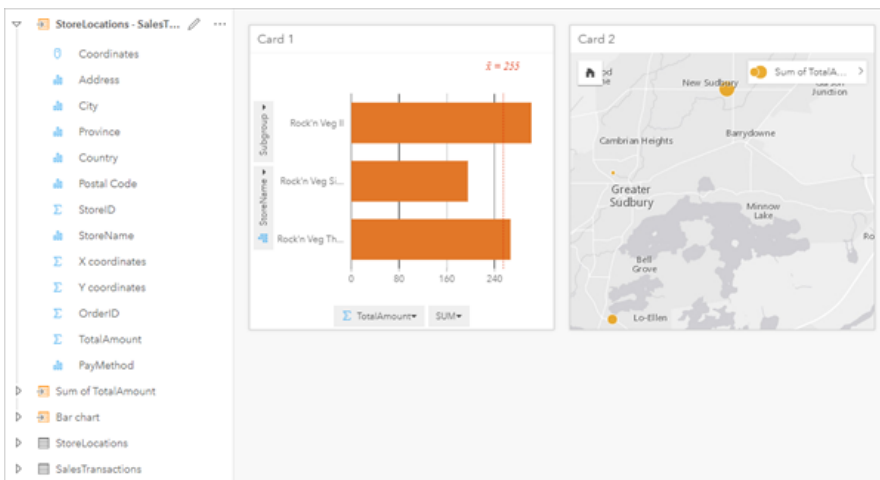 StoreLocations - SalesT...
Coordinates
Address
City
Province
Country
Postal Code
StoreID
StoreName
X coordinates
Y coordinates
OrderID
TotalAmount
PayMethod
Sum of TotalAmount
Bar chart
StoreLocations
SalesTransactions
Card 1
x̄ = 255
Subgroup
StoreName
Rock'n Veg II
Rock'n Veg Si...
Rock'n Veg Th...
0 80 160 240
TotalAmount
SUM
Card 2
Sum of TotalA...
New Sudbury
Junction
Cambrian Heights
Barrydowne
Greater
Sudbury
Minnow
Lake
Ro
Bell
Grove
Lo-Ellen